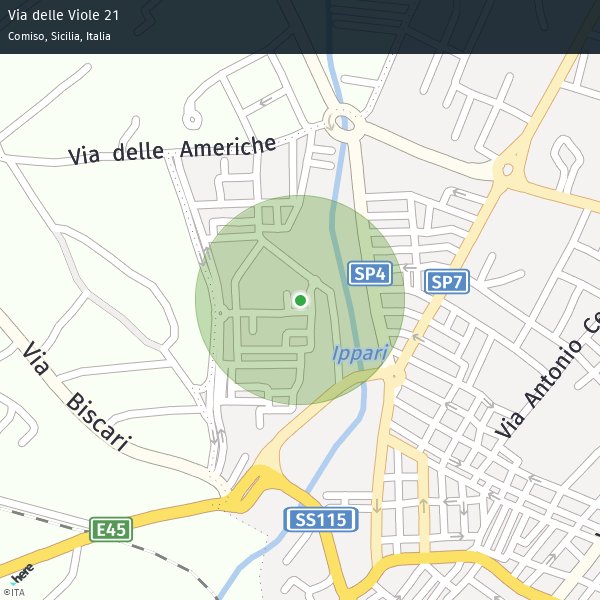 Via delle Viole 21
Comiso, Sicilia, Italia
Via delle Americhe
SP4
SP7
Ippari
Via Biscari
Via Antonio Ce
SS115
E45
here
©ITA